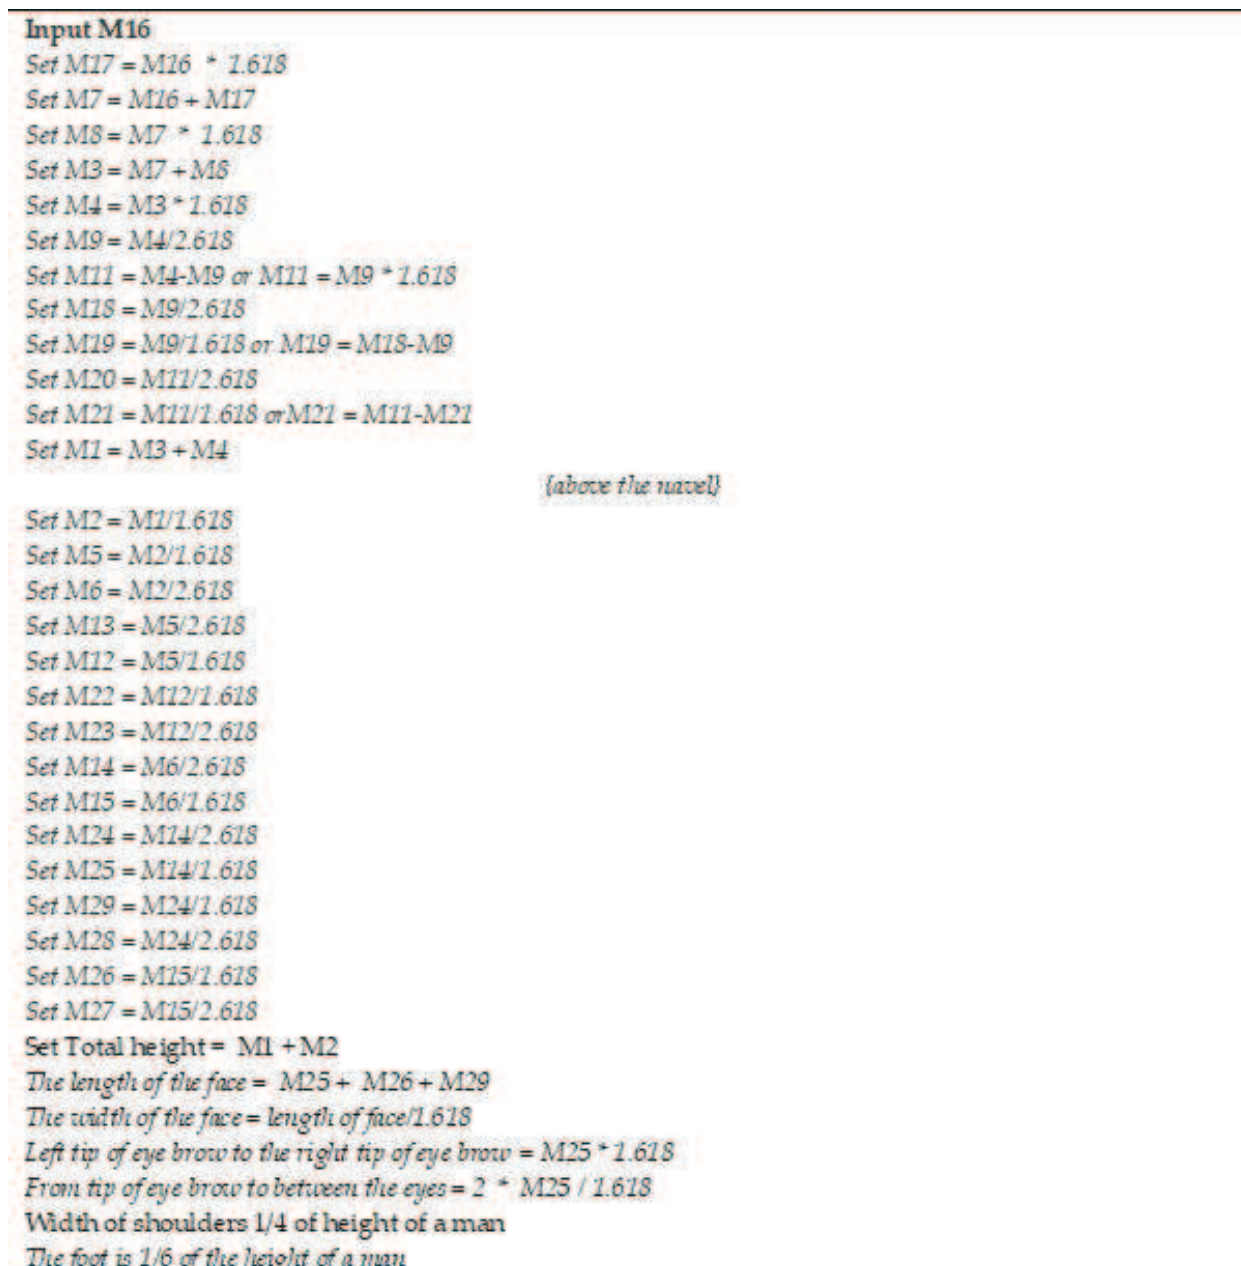 Input M16
Set M17 = M16 * 1.618
Set M7 = M16 + M17
Set M8 = M7 * 1.618
Set M3 = M7 + M8
Set M4 = M3 * 1.618
Set M9 = M4/2.618
Set M11 = M4-M9 or M11 = M9 * 1.618
Set M18 = M9/2.618
Set M19 = M9/1.618 or M19 = M18-M9
Set M20 = M11/2.618
Set M21 = M11/1.618 orM21 = M11-M21
Set M1 = M3 + M4
{above the navel}
Set M2 = M1/1.618
Set M5 = M2/1.618
Set M6 = M2/2.618
Set M13 = M5/2.618
Set M12 = M5/1.618
Set M22 = M12/1.618
Set M23 = M12/2.618
Set M14 = M6/2.618
Set M15 = M6/1.618
Set M24 = M14/2.618
Set M25 = M14/1.618
Set M29 = M24/1.618
Set M28 = M24/2.618
Set M26 = M15/1.618
Set M27 = M15/2.618
Set Total height = M1 + M2
The length of the face = M25 + M26 + M29
The width of the face = length of face/1.618
Left tip of eye brow to the right tip of eye brow = M25 * 1.618
From tip of eye brow to between the eyes = 2 * M25 / 1.618
Width of shoulders 1/4 of height of a man
The foot is 1/6 of the height of a man